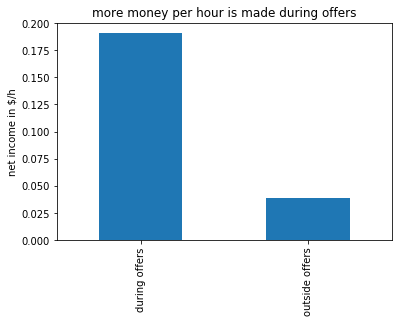 more money per hour is made during offers
net income in $/h
0.200
0.175
0.150
0.125
0.100
0.075
0.050
0.025
0.000
during offers
outside offers